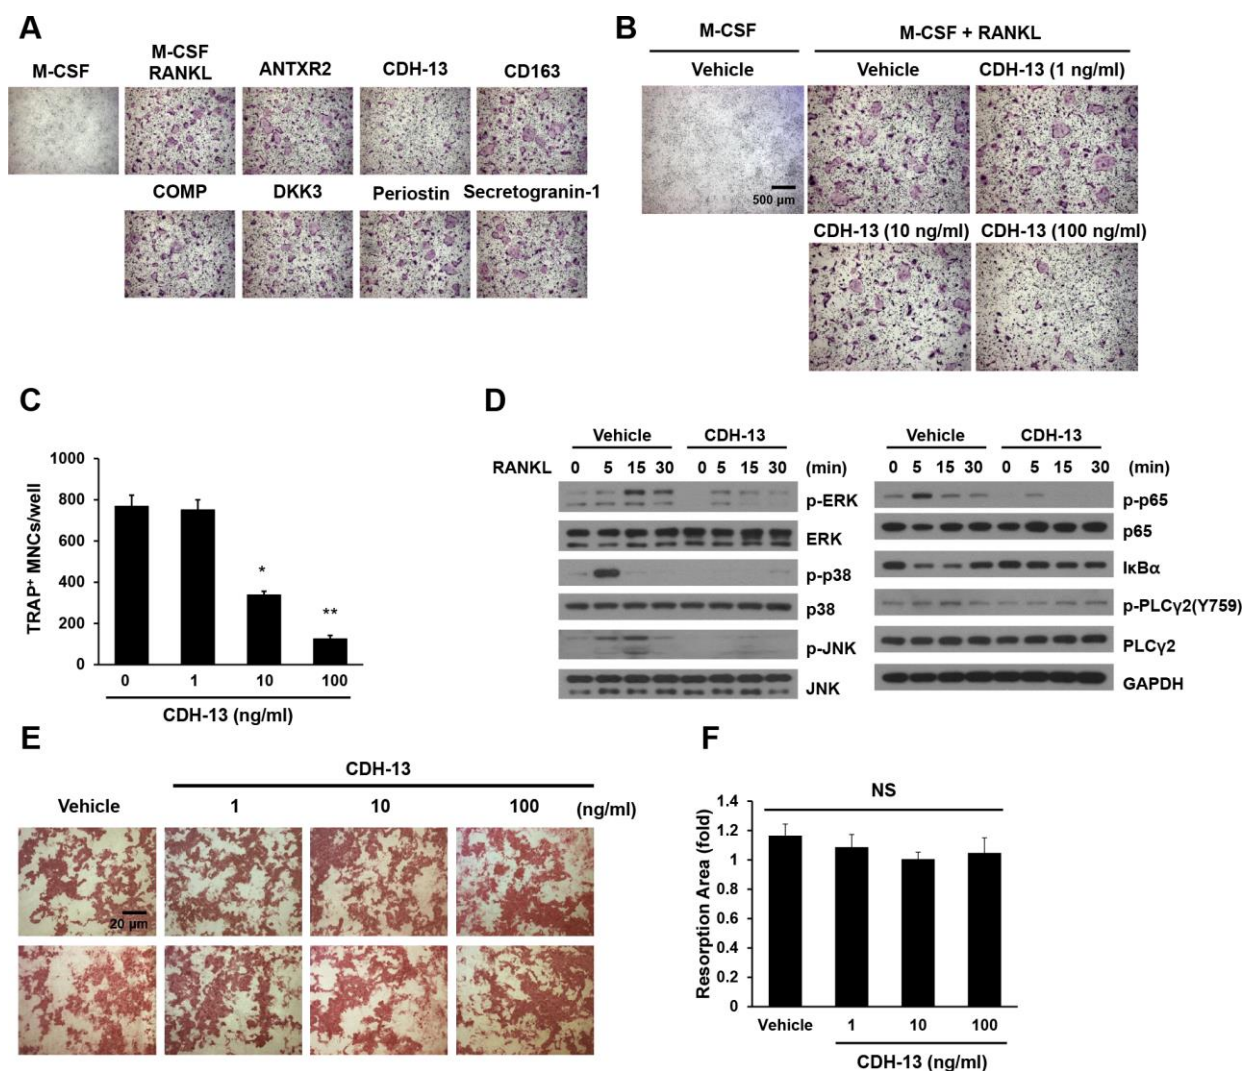 A
M-CSF
M-CSF
RANKL
ANTXR2
CDH-13
CD163
COMP
DKK3
Periostin
Secretogranin-1
B
M-CSF
M-CSF + RANKL
Vehicle
Vehicle
CDH-13 (1 ng/ml)
500 µm
CDH-13 (10 ng/ml)
CDH-13 (100 ng/ml)
C
TRAP⁺ MNCs/well
1000
800
600
400
200
0
*
**
0 1 10 100
CDH-13 (ng/ml)
D
Vehicle CDH-13
RANKL 0 5 15 30 0 5 15 30 (min)
p-ERK
ERK
p-p38
p38
p-JNK
JNK
Vehicle CDH-13
0 5 15 30 0 5 15 30 (min)
p-p65
p65
IκBα
p-PLCγ2(Y759)
PLCγ2
GAPDH
E
CDH-13
Vehicle 1 10 100 (ng/ml)
20 µm
F
NS
Resorption Area (fold)
1.4
1.2
1
0.8
0.6
0.4
0.2
0
Vehicle 1 10 100
CDH-13 (ng/ml)